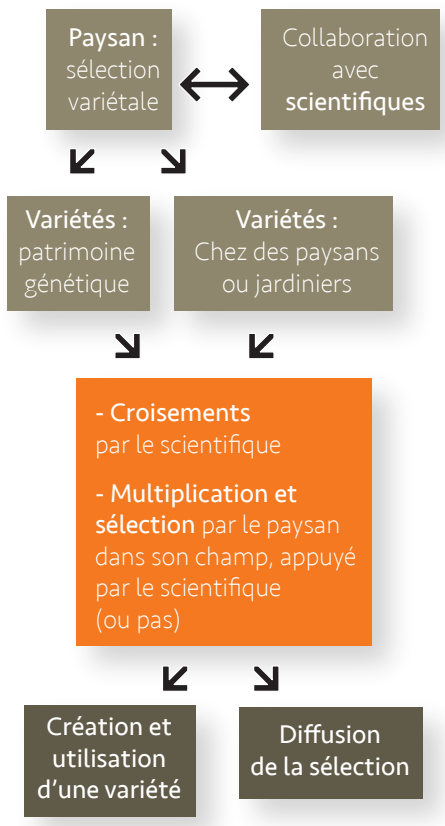 Paysan :
sélection
variétale
Collaboration
avec
scientifiques
Variétés :
patrimoine
génétique
Variétés :
Chez des paysans
ou jardiniers
- Croisements
par le scientifique
- Multiplication et
sélection par le paysan
dans son champ, appuyé
par le scientifique
(ou pas)
Création et
utilisation
d’une variété
Diffusion
de la sélection